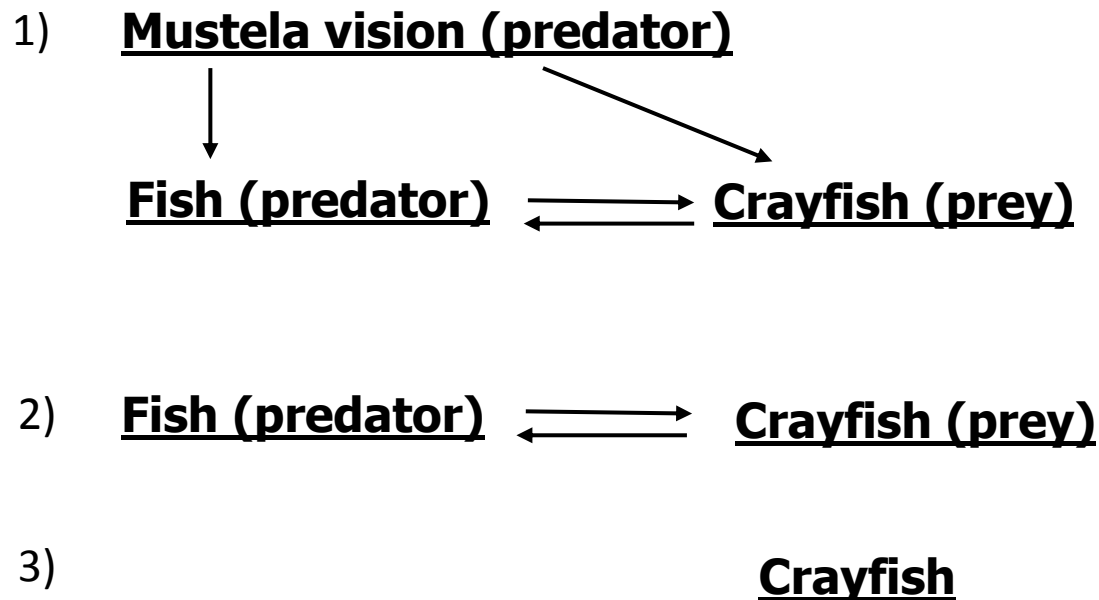 1) Mustela vision (predator)
Fish (predator) Crayfish (prey)
2) Fish (predator) Crayfish (prey)
3) Crayfish